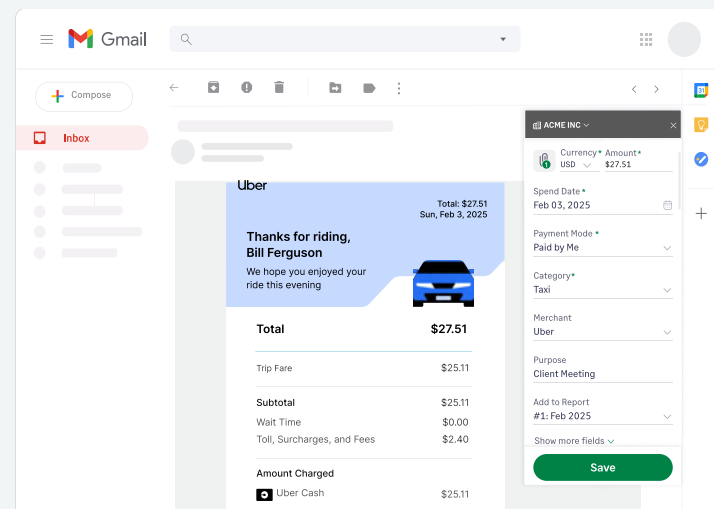 Gmail
Compose
Inbox
Uber
Total: $27.51
Sun, Feb 3, 2025
Thanks for riding,
Bill Ferguson
We hope you enjoyed your
ride this evening
Total $27.51
Trip Fare $25.11
Subtotal $25.11
Wait Time $0.00
Toll, Surcharges, and Fees $2.40
Amount Charged
Uber Cash $25.11
ACME INC
Currency* Amount*
1 USD $27.51
Spend Date *
Feb 03, 2025
Payment Mode *
Paid by Me
Category*
Taxi
Merchant
Uber
Purpose
Client Meeting
Add to Report
#1: Feb 2025
Show more fields
Save
31